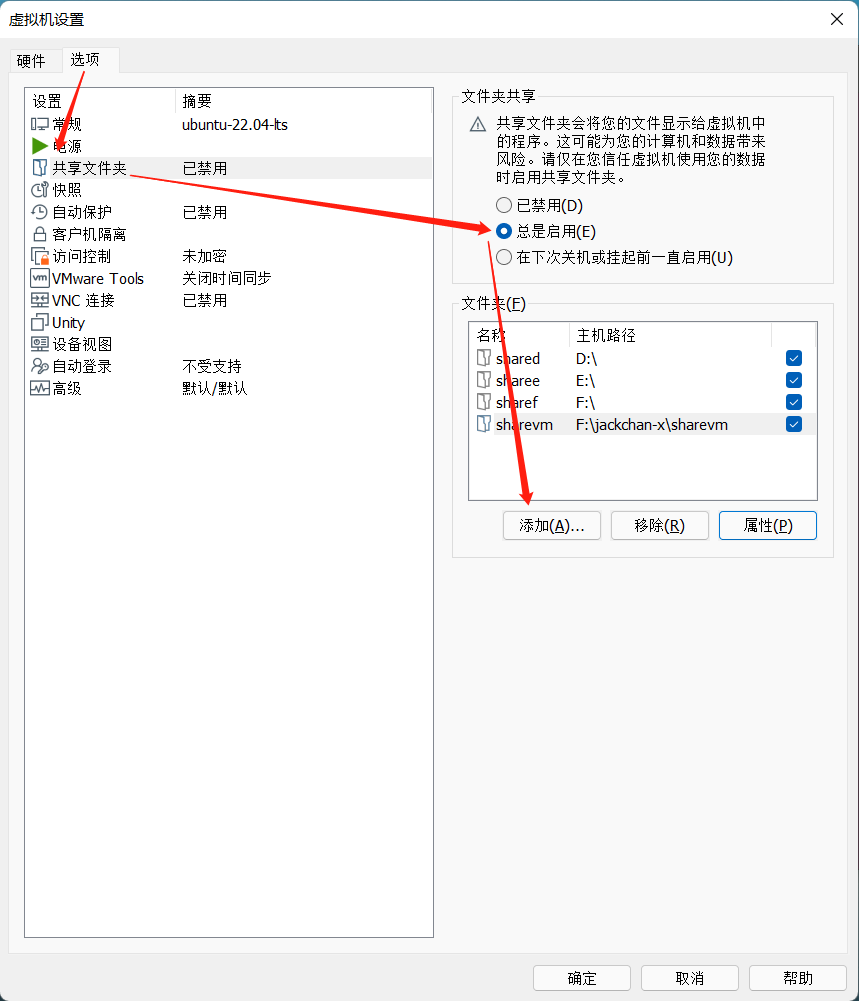 虚拟机设置
硬件 选项
设置 摘要
常规 ubuntu-22.04-lts
电源
共享文件夹 已禁用
快照
自动保护 已禁用
客户机隔离
访问控制 未加密
VMware Tools 关闭时间同步
VNC 连接 已禁用
Unity
设备视图
自动登录 不受支持
高级 默认/默认
文件夹共享
共享文件夹会将您的文件显示给虚拟机中
的程序。这可能为您的计算机和数据带来
风险。请仅在您信任虚拟机使用您的数据
时启用共享文件夹。
已禁用(D)
总是启用(E)
在下次关机或挂起前一直启用(U)
文件夹(F)
名称 主机路径
shared D:\
sharee E:\
sharef F:\
sharevm F:\jackchan-x\sharevm
添加(A)... 移除(R) 属性(P)
确定 取消 帮助